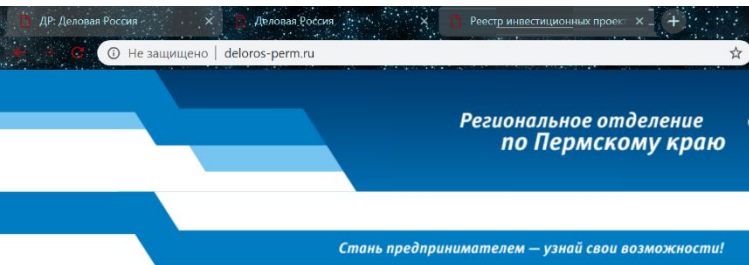 ДР: Деловая Россия
Деловая Россия
Реестр инвестиционных проек
Не защищено | deloros-perm.ru
Региональное отделение
по Пермскому краю
Стань предпринимателем — узнай свои возможности!